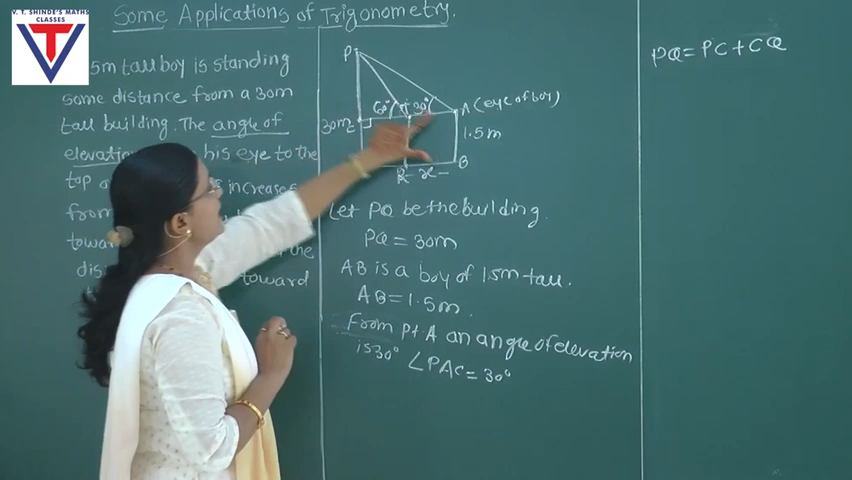 V. T. SHINDE'S MATHS
CLASSES
VT
Some Applications of Trigonometry.
5m tall boy is standing
some distance from a 30m
tall building. The angle of
elevation his eye to the
top increases
from
toward the
dis toward
P
60° 30° A (eye of boy)
30m C 1.5m
R x B
Let PQ be the building.
PQ = 30m
AB is a boy of 1.5m tall.
AB = 1.5m.
From pt A an angle of elevation
is 30° ∠PAC = 30°
PQ = PC + CQ